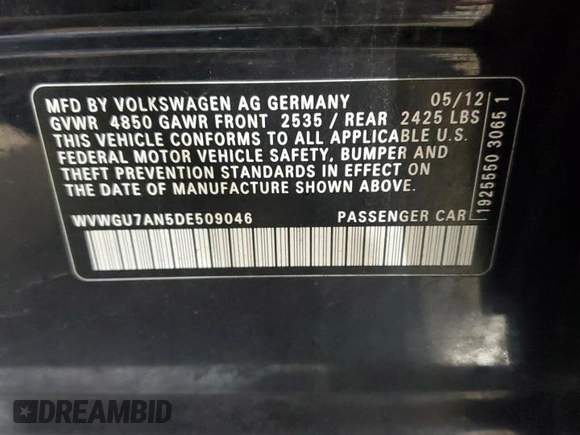 MFD BY VOLKSWAGEN AG GERMANY 05/12
GVWR 4850 GAWR FRONT 2535 / REAR 2425 LBS
THIS VEHICLE CONFORMS TO ALL APPLICABLE U.S.
FEDERAL MOTOR VEHICLE SAFETY, BUMPER AND
THEFT PREVENTION STANDARDS IN EFFECT ON
THE DATE OF MANUFACTURE SHOWN ABOVE.
WVWGU7AN5DE509046 PASSENGER CAR
1925550 3065 1
DREAMBID